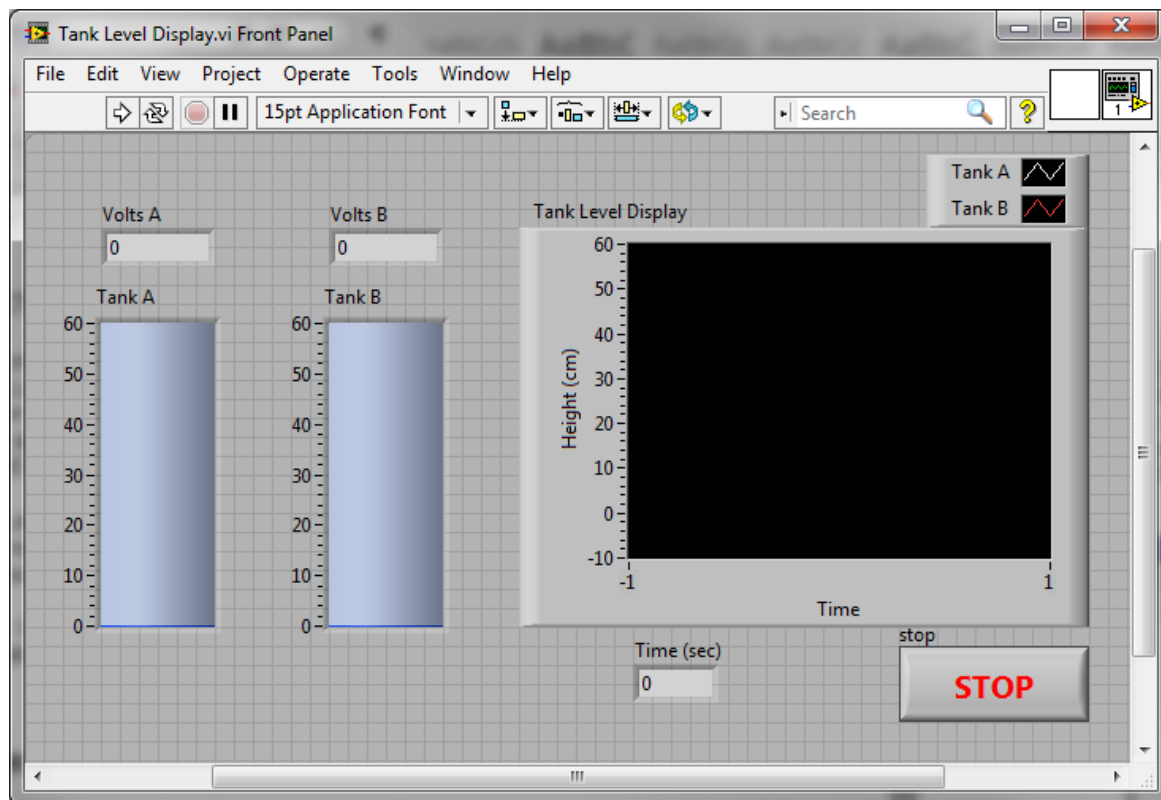 Tank Level Display.vi Front Panel
File Edit View Project Operate Tools Window Help
15pt Application Font
Search
?
1
Tank A
Tank B
Volts A
0
Volts B
0
Tank A
60
50
40
30
20
10
0
Tank B
60
50
40
30
20
10
0
Tank Level Display
60
50
40
30
20
10
0
-10
Height (cm)
-1
1
Time
Time (sec)
0
stop
STOP